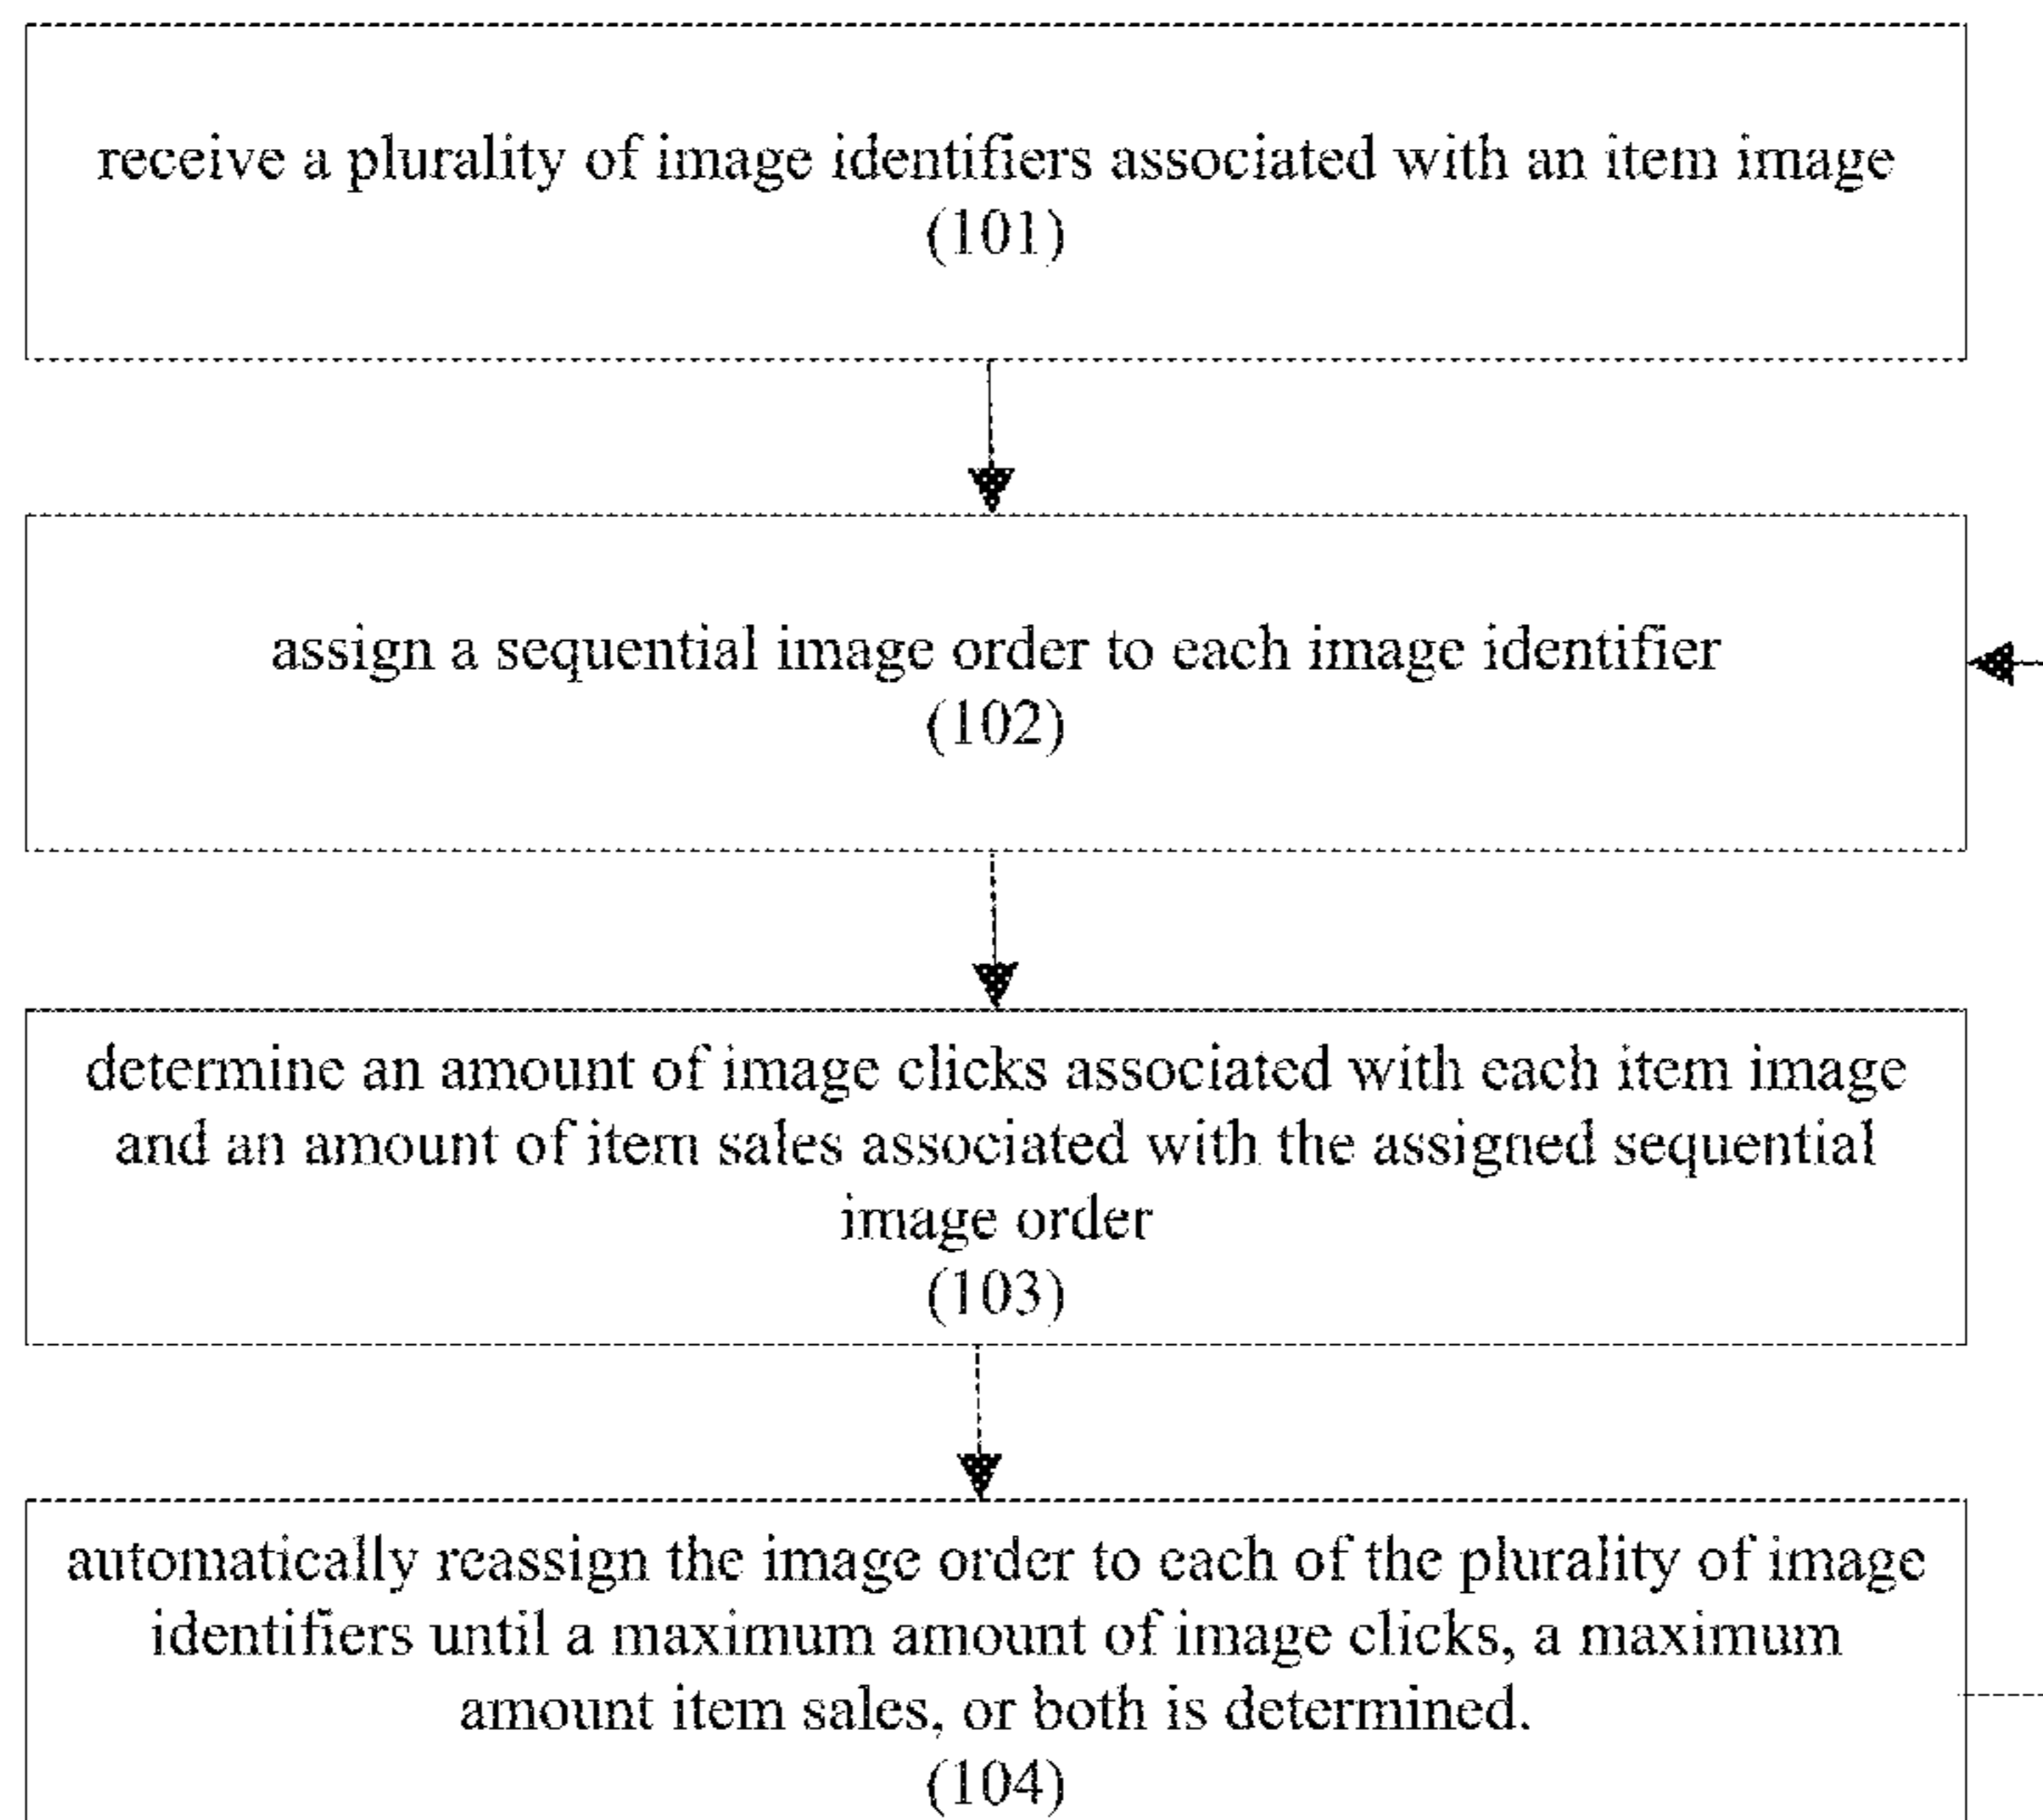 receive a plurality of image identifiers associated with an item image
(101)
assign a sequential image order to each image identifier
(102)
determine an amount of image clicks associated with each item image
and an amount of item sales associated with the assigned sequential
image order
(103)
automatically reassign the image order to each of the plurality of image
identifiers until a maximum amount of image clicks, a maximum
amount item sales, or both is determined.
(104)